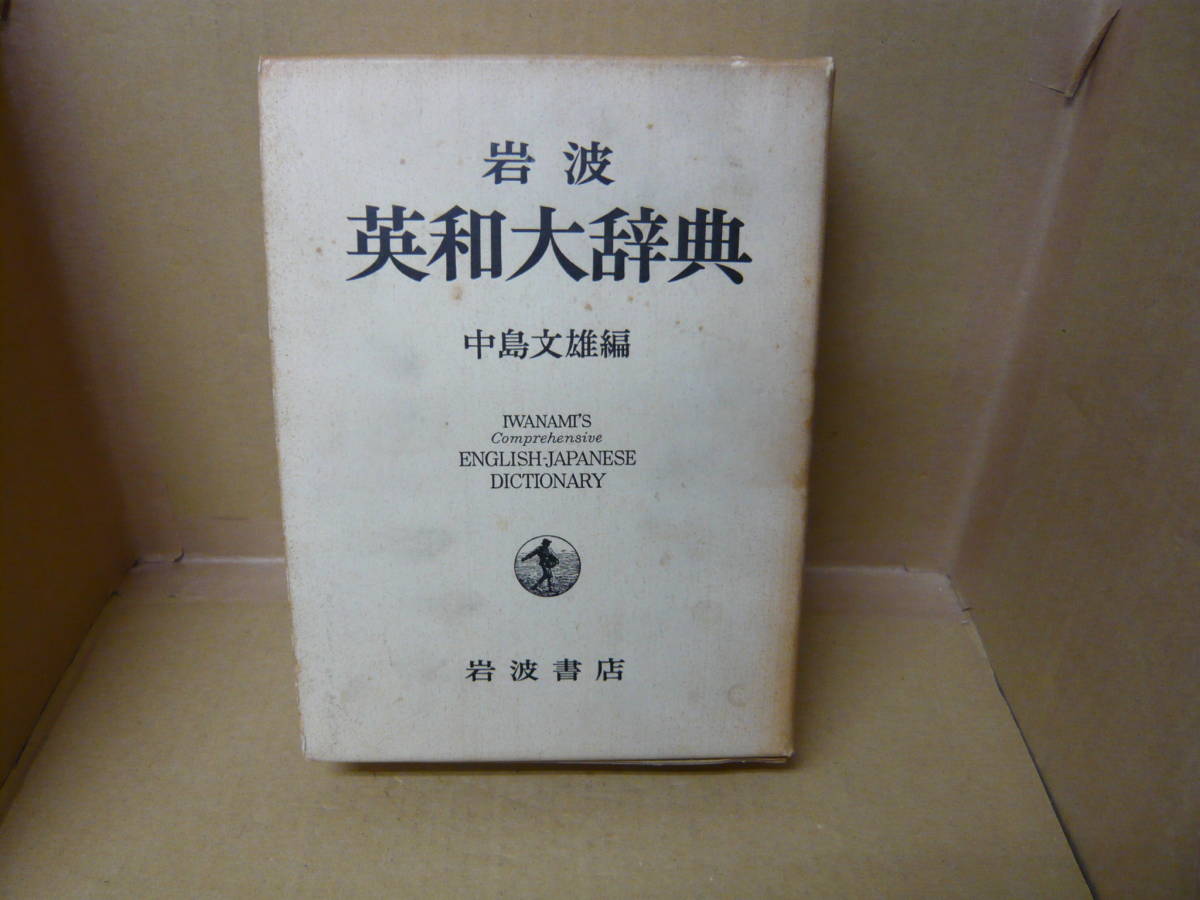 岩波
英和大辞典
中島文雄編
IWANAMI'S
Comprehensive
ENGLISH-JAPANESE
DICTIONARY
岩波書店